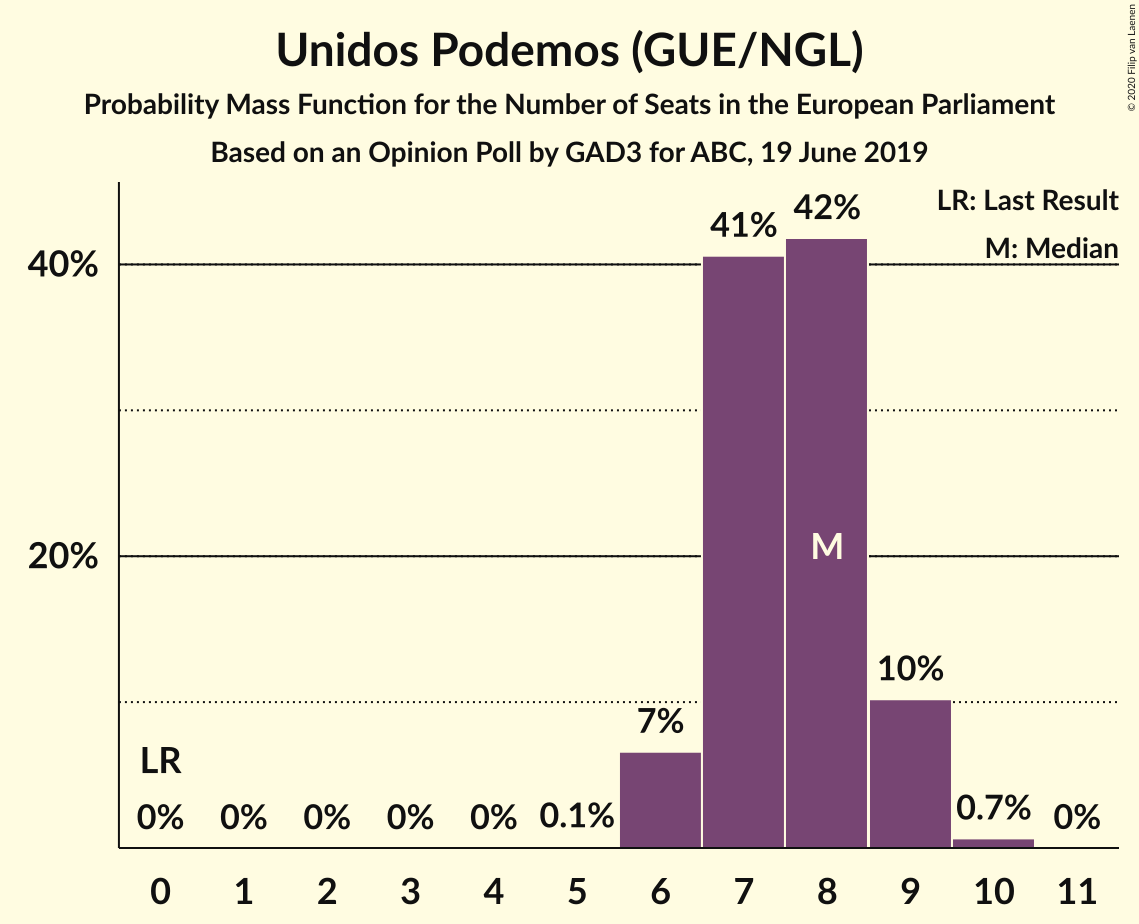 Unidos Podemos (GUE/NGL)
Probability Mass Function for the Number of Seats in the European Parliament
Based on an Opinion Poll by GAD3 for ABC, 19 June 2019
© 2020 Filip van Laenen
LR: Last Result
M: Median
40%
20%
41%
42%
M
10%
7%
LR
0%
0%
0%
0%
0%
0.1%
0.7%
0%
0 1 2 3 4 5 6 7 8 9 10 11